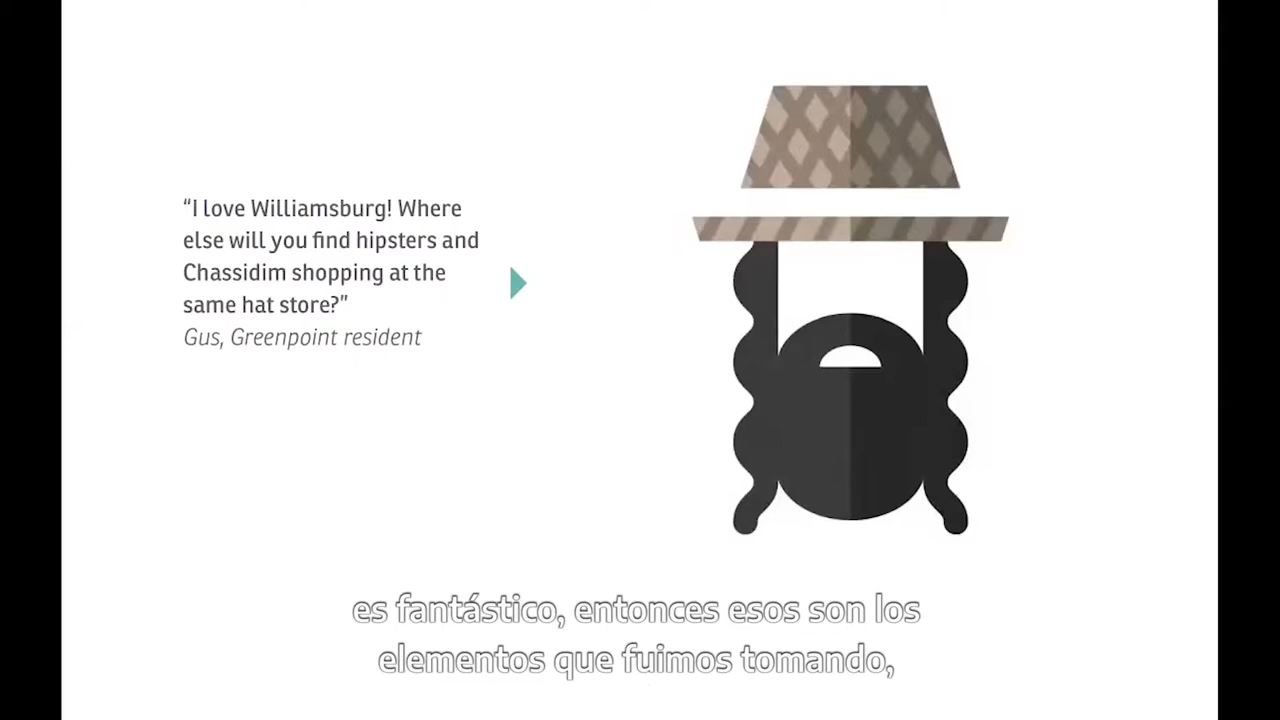 “I love Williamsburg! Where
else will you find hipsters and
Chassidim shopping at the
same hat store?”
Gus, Greenpoint resident
es fantástico, entonces esos son los
elementos que fuimos tomando,